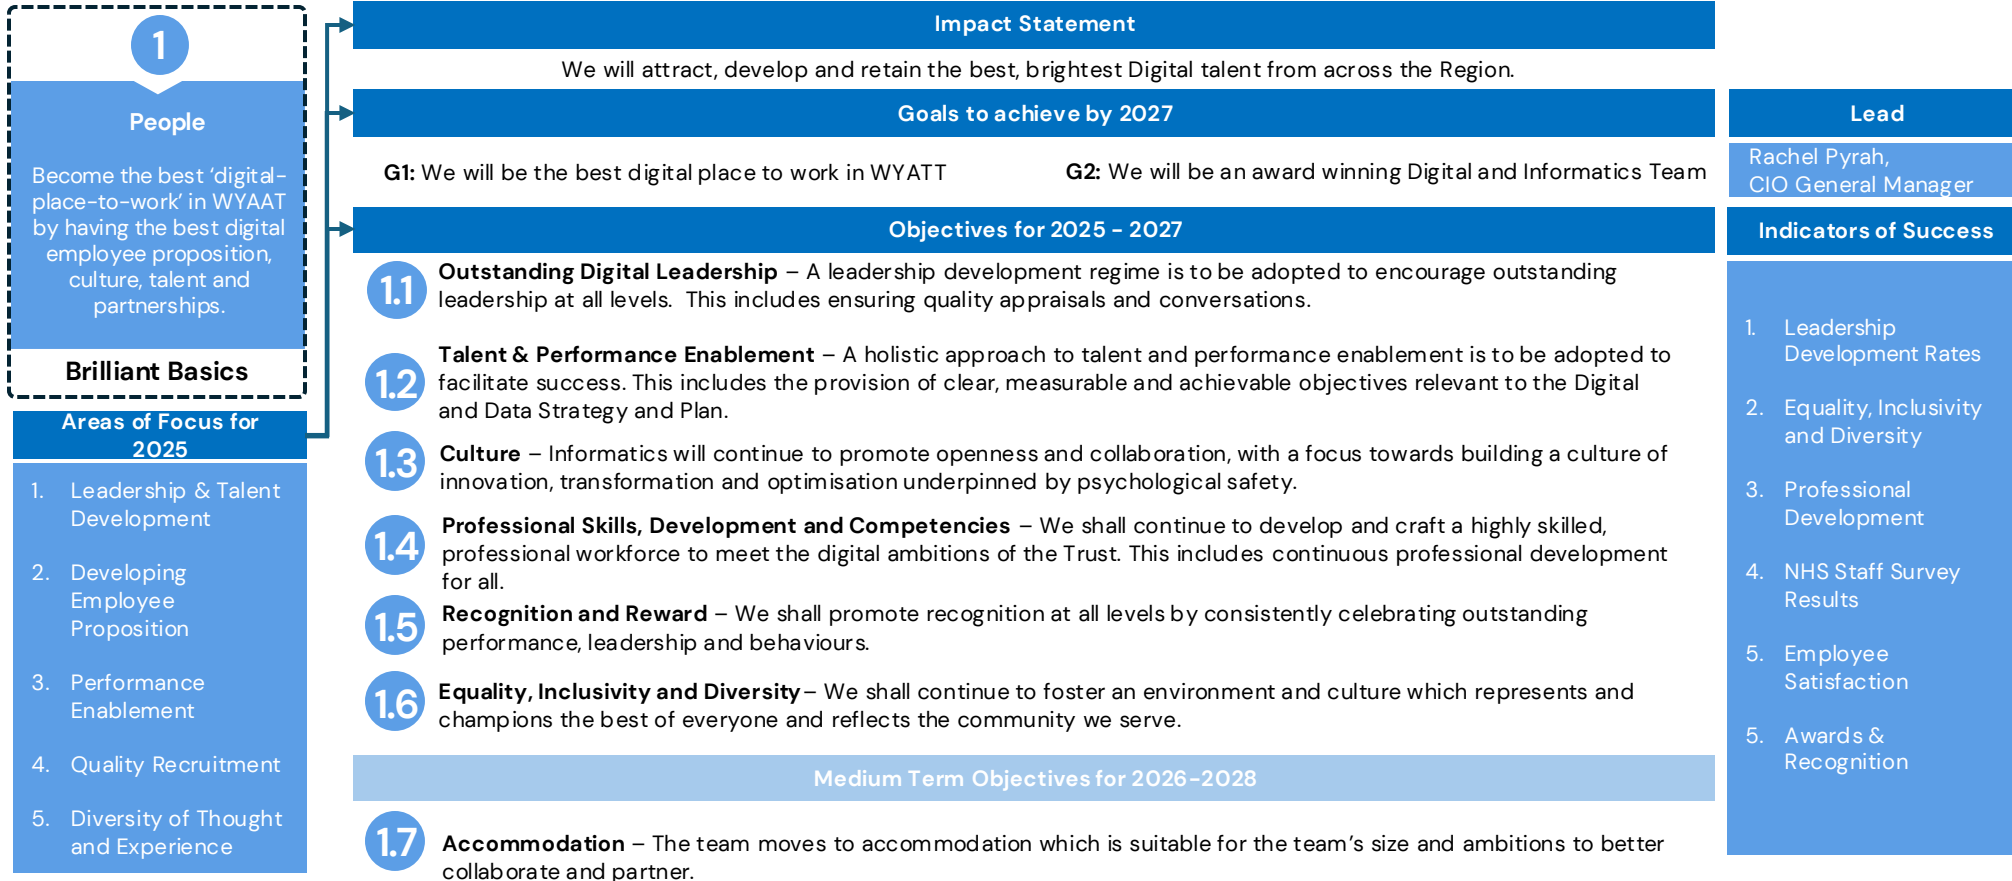 1
People
Become the best ‘digital-
place-to-work’ in WYAAT
by having the best digital
employee proposition,
culture, talent and
partnerships.
Brilliant Basics
Areas of Focus for
2025
1. Leadership & Talent
Development
2. Developing
Employee
Proposition
3. Performance
Enablement
4. Quality Recruitment
5. Diversity of Thought
and Experience
Impact Statement
We will attract, develop and retain the best, brightest Digital talent from across the Region.
Goals to achieve by 2027
G1: We will be the best digital place to work in WYATT
G2: We will be an award winning Digital and Informatics Team
Objectives for 2025 - 2027
1.1
Outstanding Digital Leadership – A leadership development regime is to be adopted to encourage outstanding
leadership at all levels. This includes ensuring quality appraisals and conversations.
1.2
Talent & Performance Enablement – A holistic approach to talent and performance enablement is to be adopted to
facilitate success. This includes the provision of clear, measurable and achievable objectives relevant to the Digital
and Data Strategy and Plan.
1.3
Culture – Informatics will continue to promote openness and collaboration, with a focus towards building a culture of
innovation, transformation and optimisation underpinned by psychological safety.
1.4
Professional Skills, Development and Competencies – We shall continue to develop and craft a highly skilled,
professional workforce to meet the digital ambitions of the Trust. This includes continuous professional development
for all.
1.5
Recognition and Reward – We shall promote recognition at all levels by consistently celebrating outstanding
performance, leadership and behaviours.
1.6
Equality, Inclusivity and Diversity– We shall continue to foster an environment and culture which represents and
champions the best of everyone and reflects the community we serve.
Medium Term Objectives for 2026-2028
1.7
Accommodation – The team moves to accommodation which is suitable for the team’s size and ambitions to better
collaborate and partner.
Lead
Rachel Pyrah,
CIO General Manager
Indicators of Success
1. Leadership
Development Rates
2. Equality, Inclusivity
and Diversity
3. Professional
Development
4. NHS Staff Survey
Results
5. Employee
Satisfaction
5. Awards &
Recognition